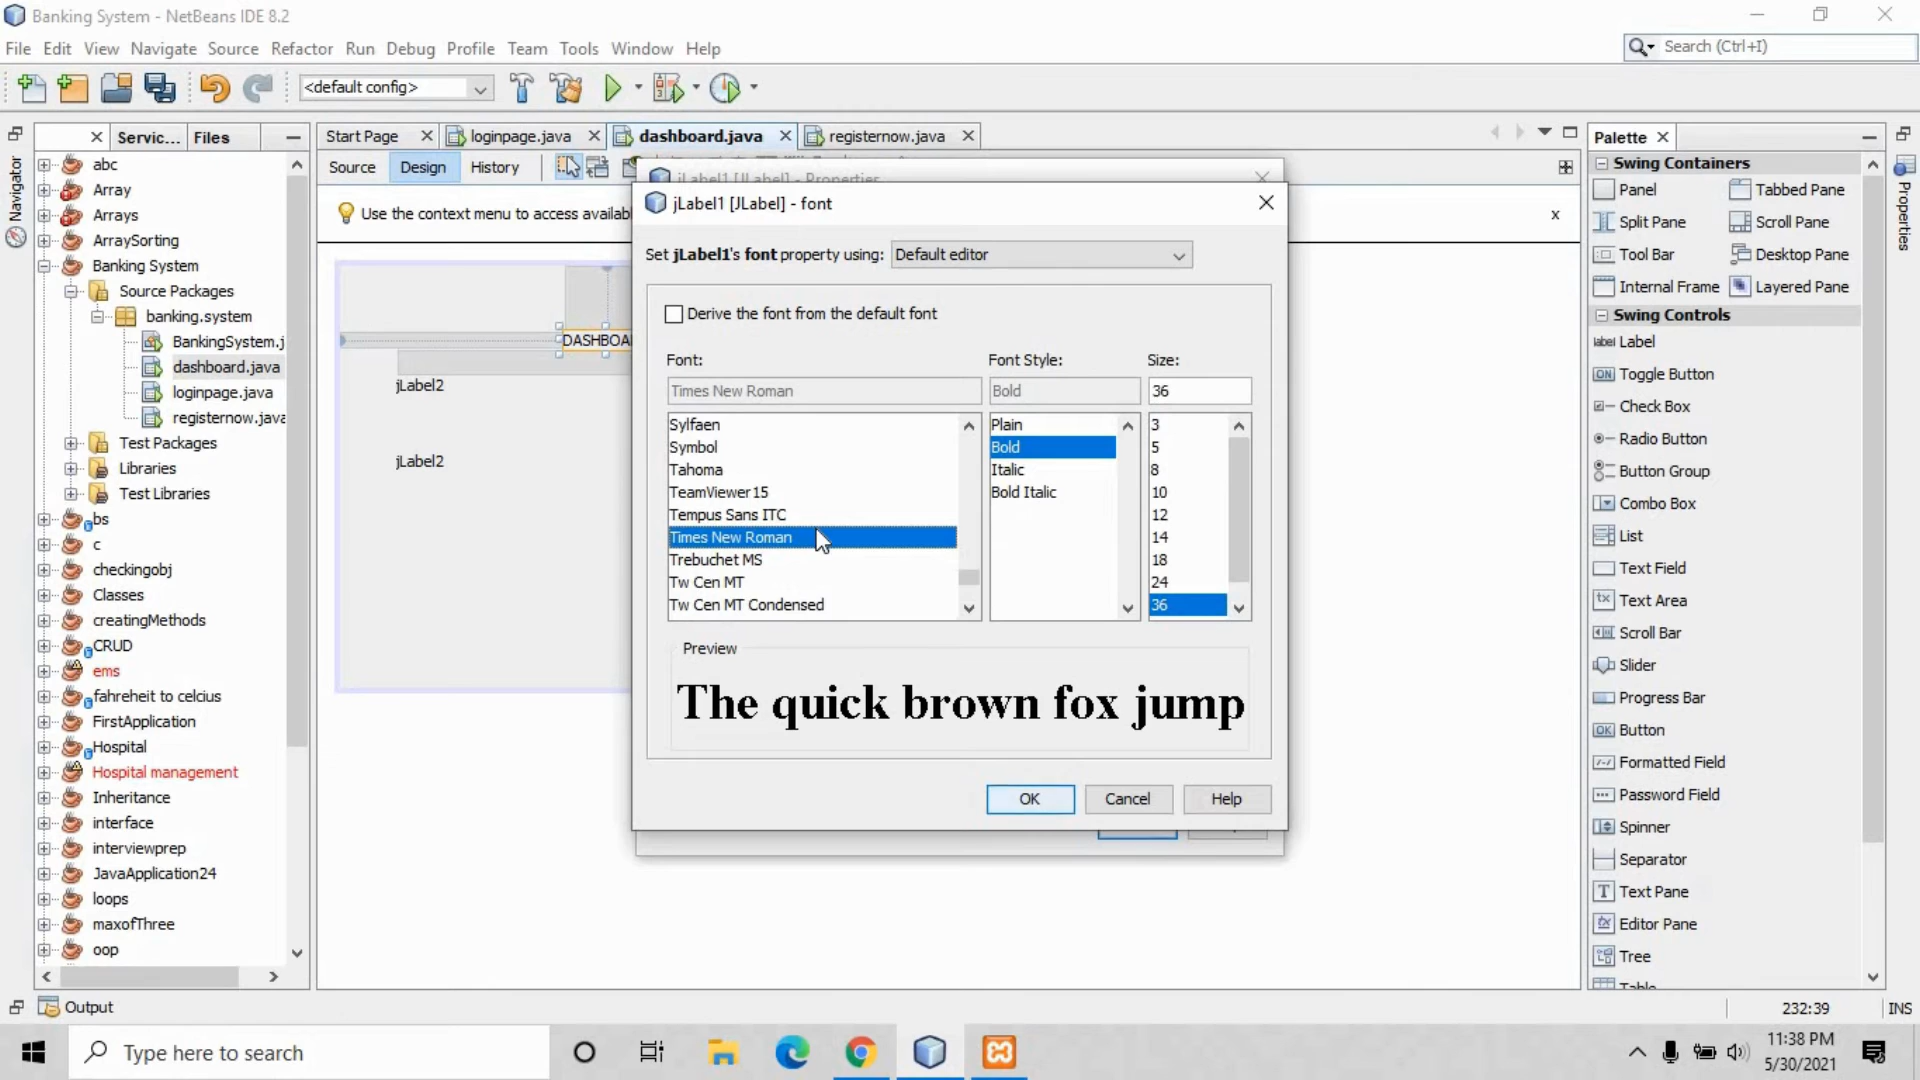 Banking System - NetBeans IDE 8.2
File Edit View Navigate Source Refactor Run Debug Profile Team Tools Window Help
Search (Ctrl+I)
<default config>
Servic... Files
Start Page loginpage.java dashboard.java registernow.java
Palette
Source Design History
jLabel1 [JLabel] - Properties
Use the context menu to access availab
x
Navigator
Properties
abc
Array
Arrays
ArraySorting
Banking System
Source Packages
banking.system
BankingSystem.j
dashboard.java
loginpage.java
registernow.java
Test Packages
Libraries
Test Libraries
bs
c
checkingobj
Classes
creatingMethods
CRUD
ems
fahreheit to celcius
FirstApplication
Hospital
Hospital management
Inheritance
interface
interviewprep
JavaApplication24
loops
maxofThree
oop
DASHBOA
jLabel2
jLabel2
jLabel1 [JLabel] - font
Set jLabel1's font property using: Default editor
Derive the font from the default font
Font: Font Style: Size:
Times New Roman Bold 36
Sylfaen Plain 3
Symbol Bold 5
Tahoma Italic 8
TeamViewer15 Bold Italic 10
Tempus Sans ITC 12
Times New Roman 14
Trebuchet MS 18
Tw Cen MT 24
Tw Cen MT Condensed 36
Preview
The quick brown fox jump
OK Cancel Help
Swing Containers
Panel Tabbed Pane
Split Pane Scroll Pane
Tool Bar Desktop Pane
Internal Frame Layered Pane
Swing Controls
label Label
ON Toggle Button
Check Box
Radio Button
Button Group
Combo Box
List
Text Field
tx Text Area
Scroll Bar
Slider
Progress Bar
OK Button
Formatted Field
Password Field
Spinner
Separator
T Text Pane
Editor Pane
Tree
Table
Output
232:39 INS
Type here to search
11:38 PM
5/30/2021